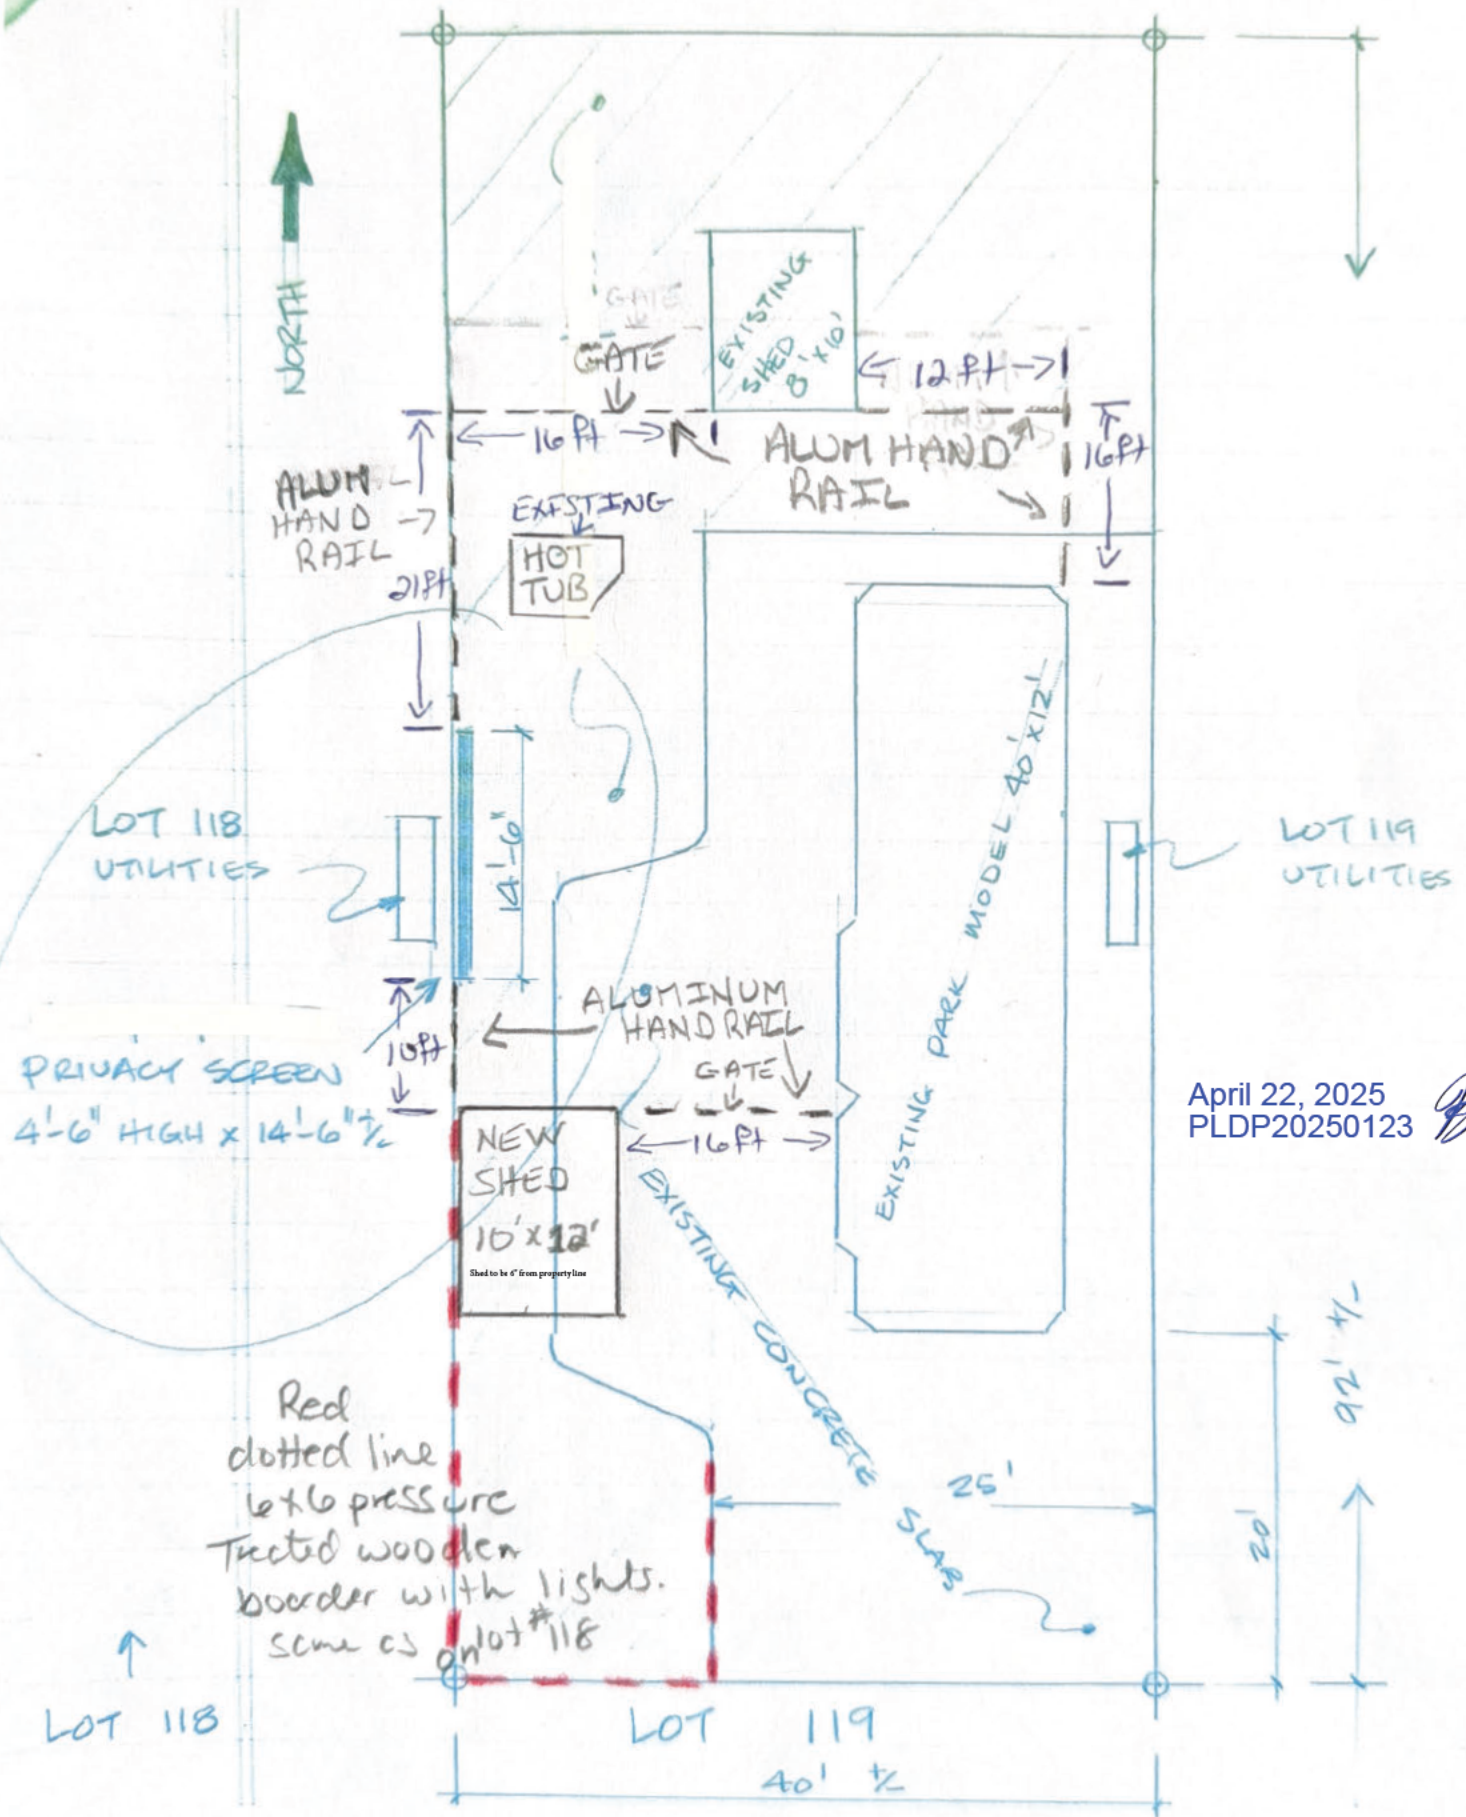 NORTH
GATE
GATE
EXISTING
SHED
8'x10'
12ft
16ft
ALUM HAND
RAIL
16ft
ALUM.
HAND
RAIL
21ft
EXISTING
HOT
TUB
14'-6"
LOT 118
UTILITIES
LOT 119
UTILITIES
EXISTING PARK MODEL 40'x12'
ALUMINUM
HANDRAIL
GATE
16ft
10ft
PRIVACY SCREEN
4'-6" HIGH x 14'-6" +/-
April 22, 2025
PLDP20250123
NEW
SHED
10'x12'
Shed to be 6" from property line
EXISTING CONCRETE SLAB
Red
dotted line
6x6 pressure
Trected wooden
boarder with lights.
same as on lot #118
25'
20'
92' +/-
LOT 118
LOT 119
40' +/-